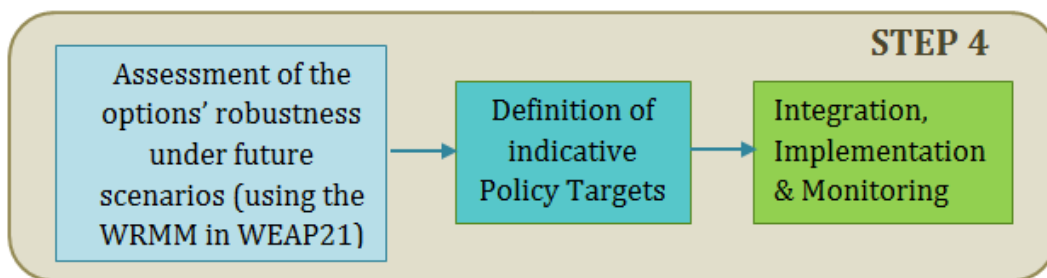 STEP 4
Assessment of the
options’ robustness
under future
scenarios (using the
WRMM in WEAP21)
Definition of
indicative
Policy Targets
Integration,
Implementation
& Monitoring